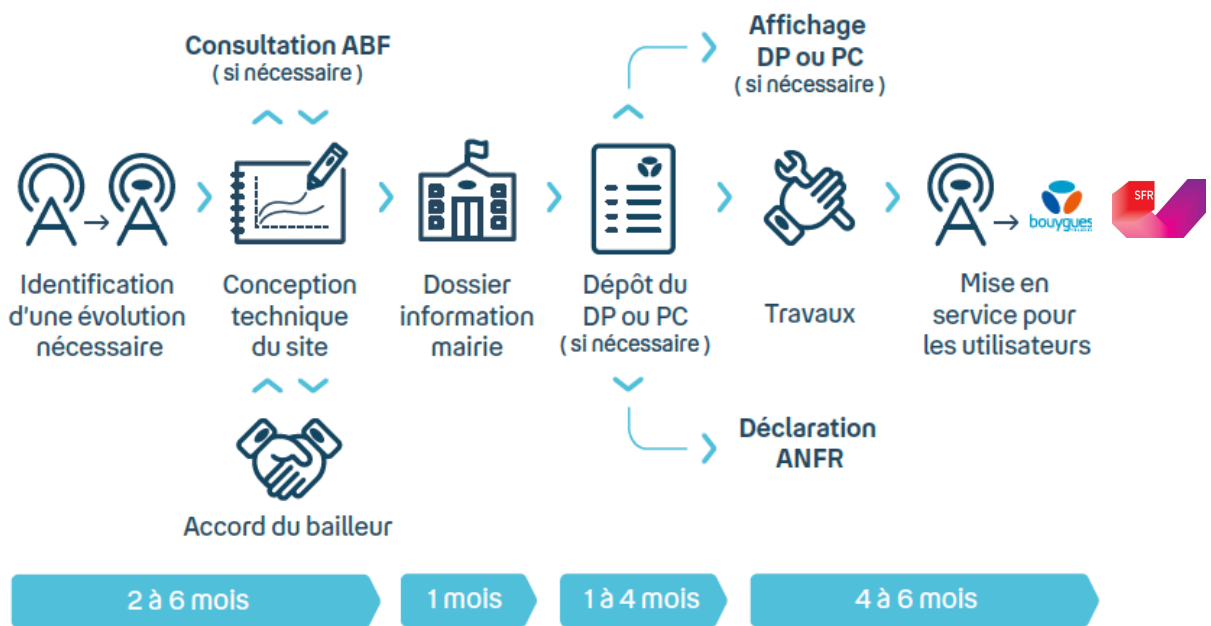 Consultation ABF
( si nécessaire )
Affichage
DP ou PC
( si nécessaire )
Identification
d'une évolution
nécessaire
Conception
technique
du site
Dossier
information
mairie
Dépôt du
DP ou PC
( si nécessaire )
Travaux
bouygues
SFR
Mise en
service pour
les utilisateurs
Accord du bailleur
Déclaration
ANFR
2 à 6 mois
1 mois
1 à 4 mois
4 à 6 mois